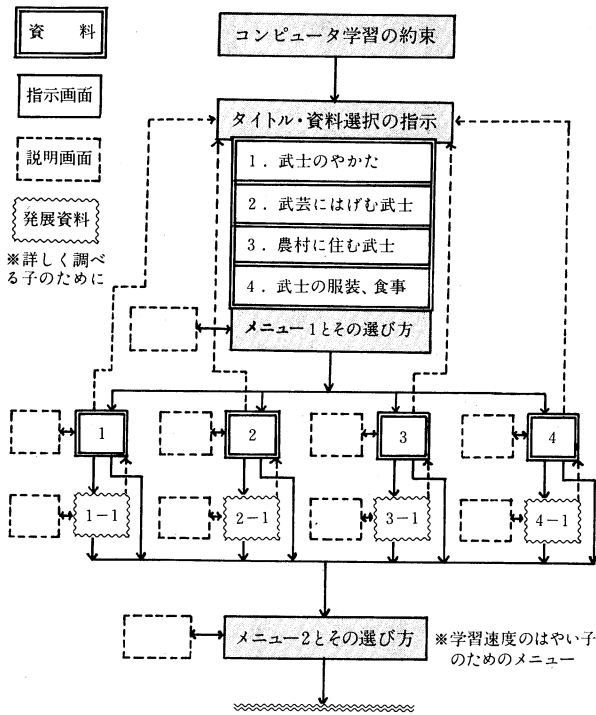 資　料
指示画面
説明画面
発展資料
※詳しく調べ
る子のために
コンピュータ学習の約束
タイトル・資料選択の指示
1．武士のやかた
2．武芸にはげむ武士
3．農村に住む武士
4．武士の服装、食事
メニュー1とその選び方
1
2
3
4
1－1
2－1
3－1
4－1
メニュー2とその選び方
※学習速度のはやい子
のためのメニュー